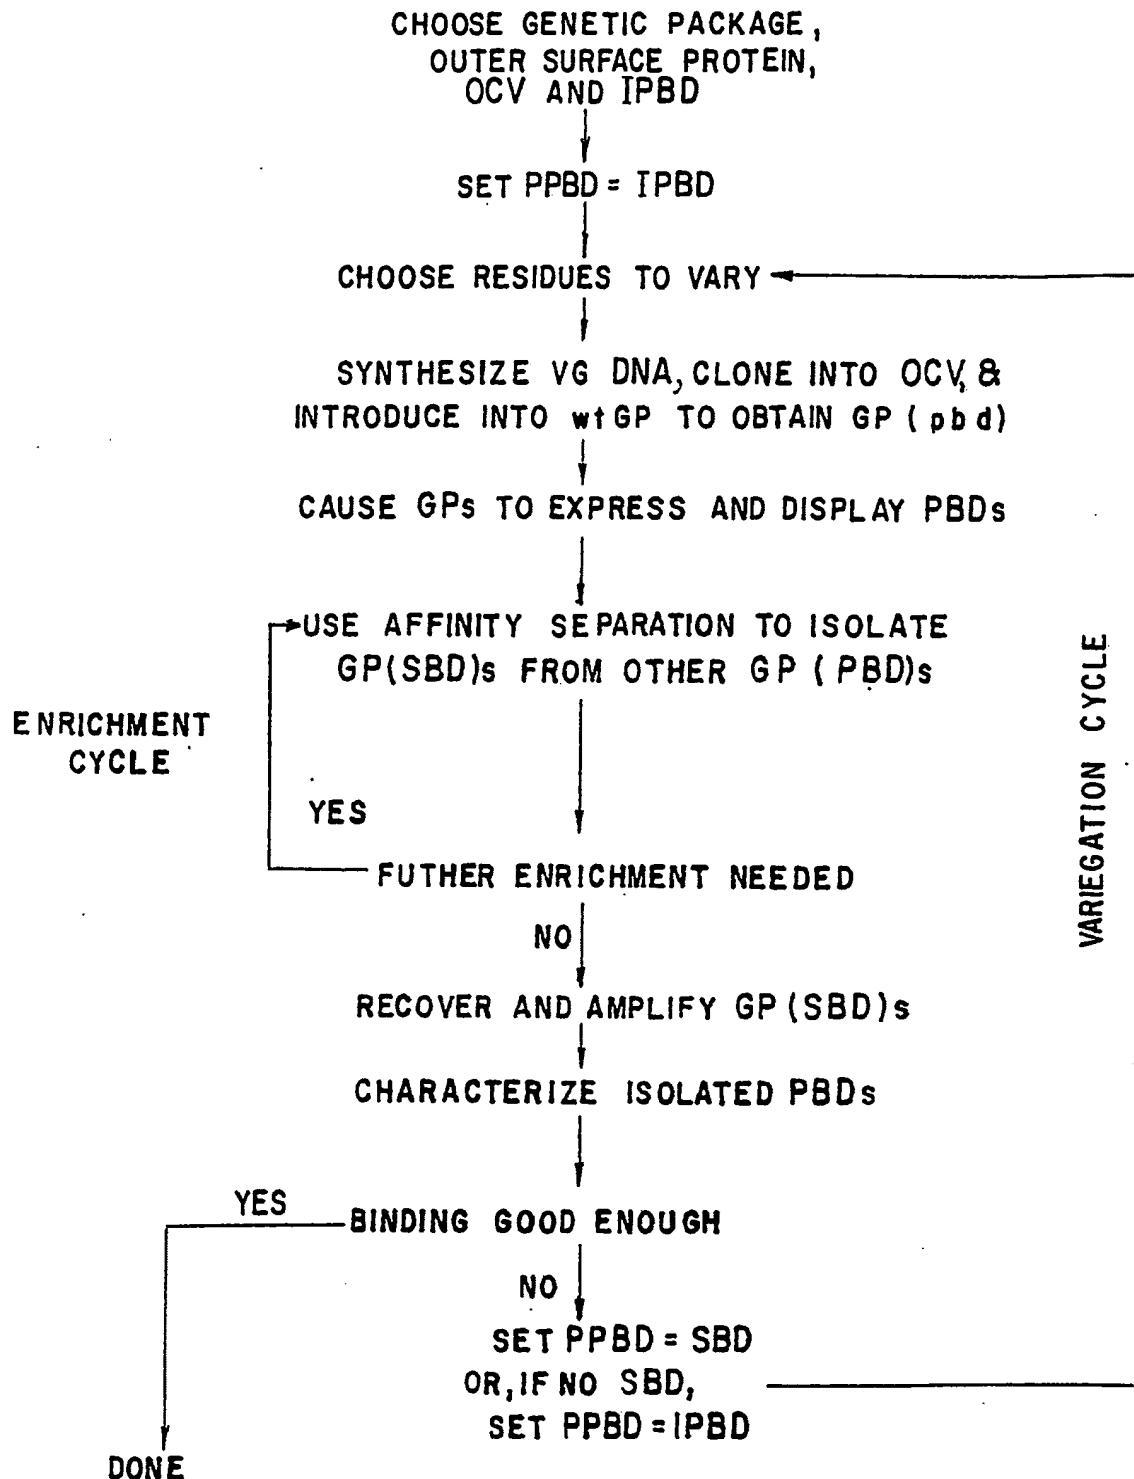 CHOOSE GENETIC PACKAGE,
OUTER SURFACE PROTEIN,
OCV AND IPBD
SET PPBD = IPBD
CHOOSE RESIDUES TO VARY
SYNTHESIZE VG DNA, CLONE INTO OCV, &
INTRODUCE INTO wtGP TO OBTAIN GP (pbd)
CAUSE GPs TO EXPRESS AND DISPLAY PBDs
USE AFFINITY SEPARATION TO ISOLATE
GP(SBD)s FROM OTHER GP (PBD)s
ENRICHMENT
CYCLE
YES
FUTHER ENRICHMENT NEEDED
VARIEGATION CYCLE
NO
RECOVER AND AMPLIFY GP(SBD)s
CHARACTERIZE ISOLATED PBDs
YES
BINDING GOOD ENOUGH
NO
SET PPBD = SBD
OR, IF NO SBD,
SET PPBD = IPBD
DONE